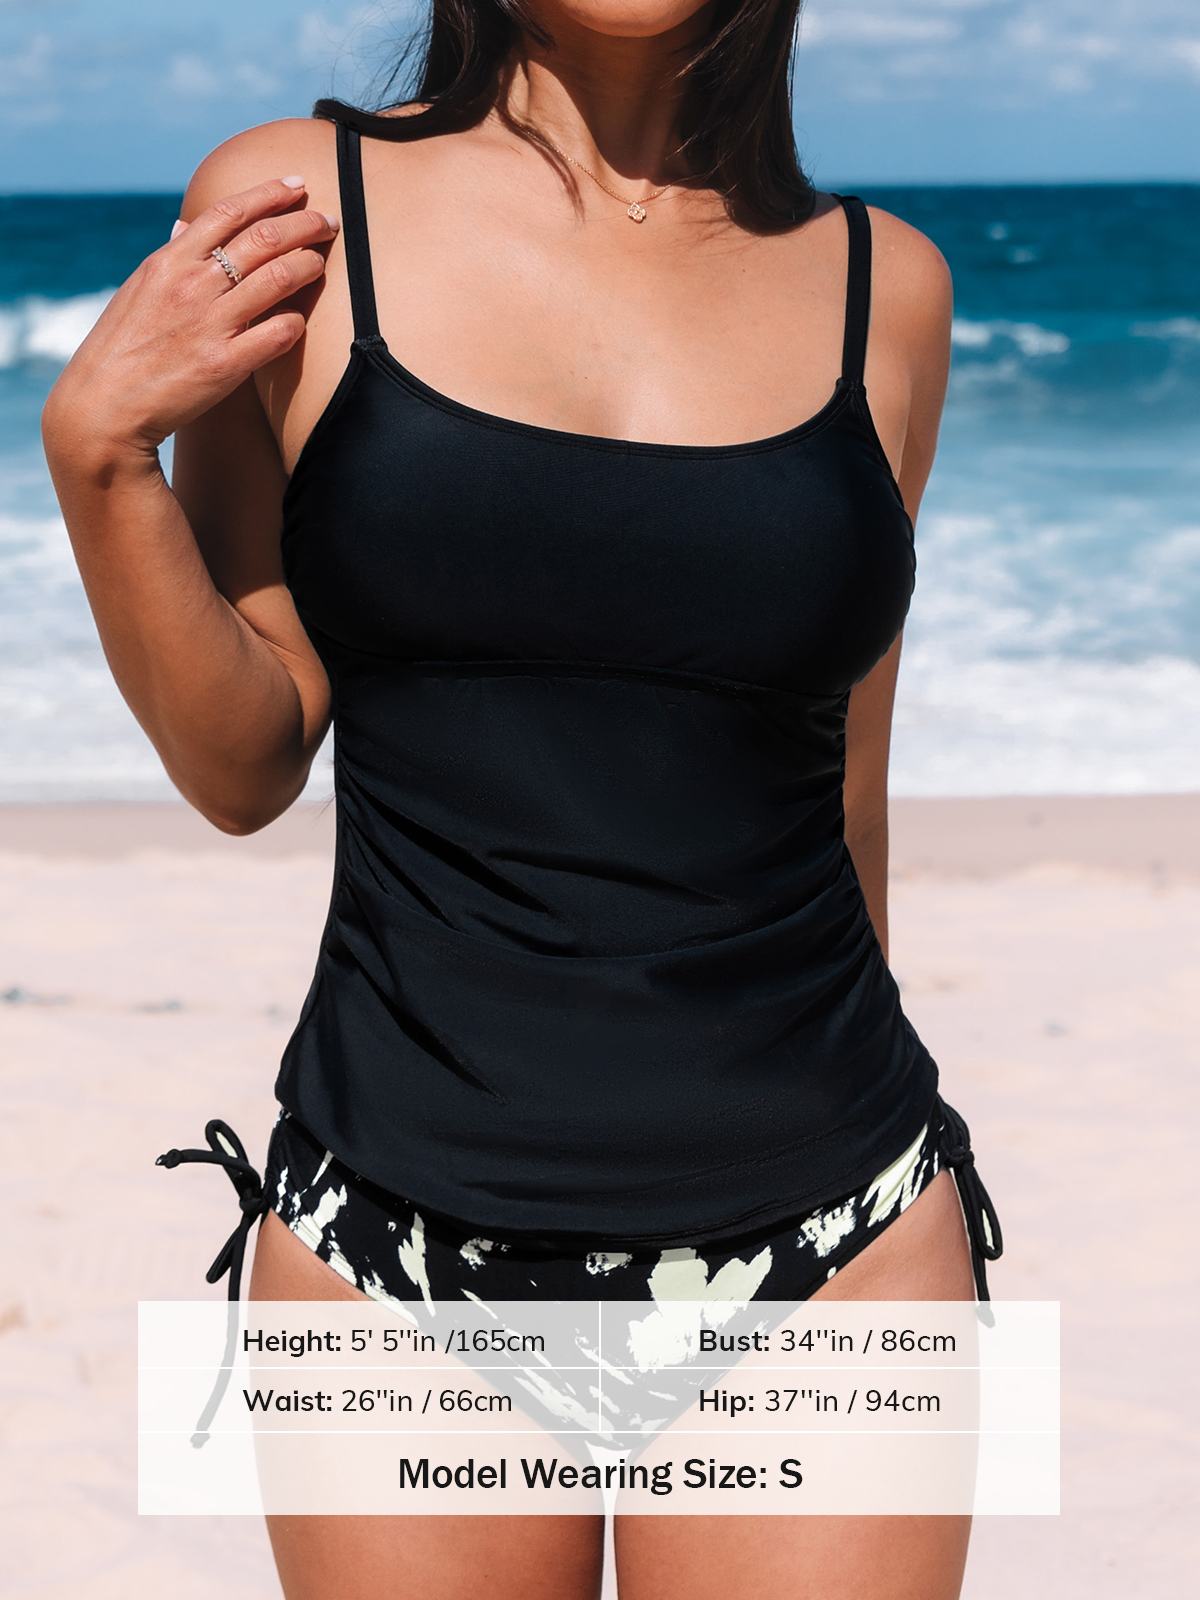 Height: 5' 5''in /165cm
Bust: 34''in / 86cm
Waist: 26''in / 66cm
Hip: 37''in / 94cm
Model Wearing Size: S